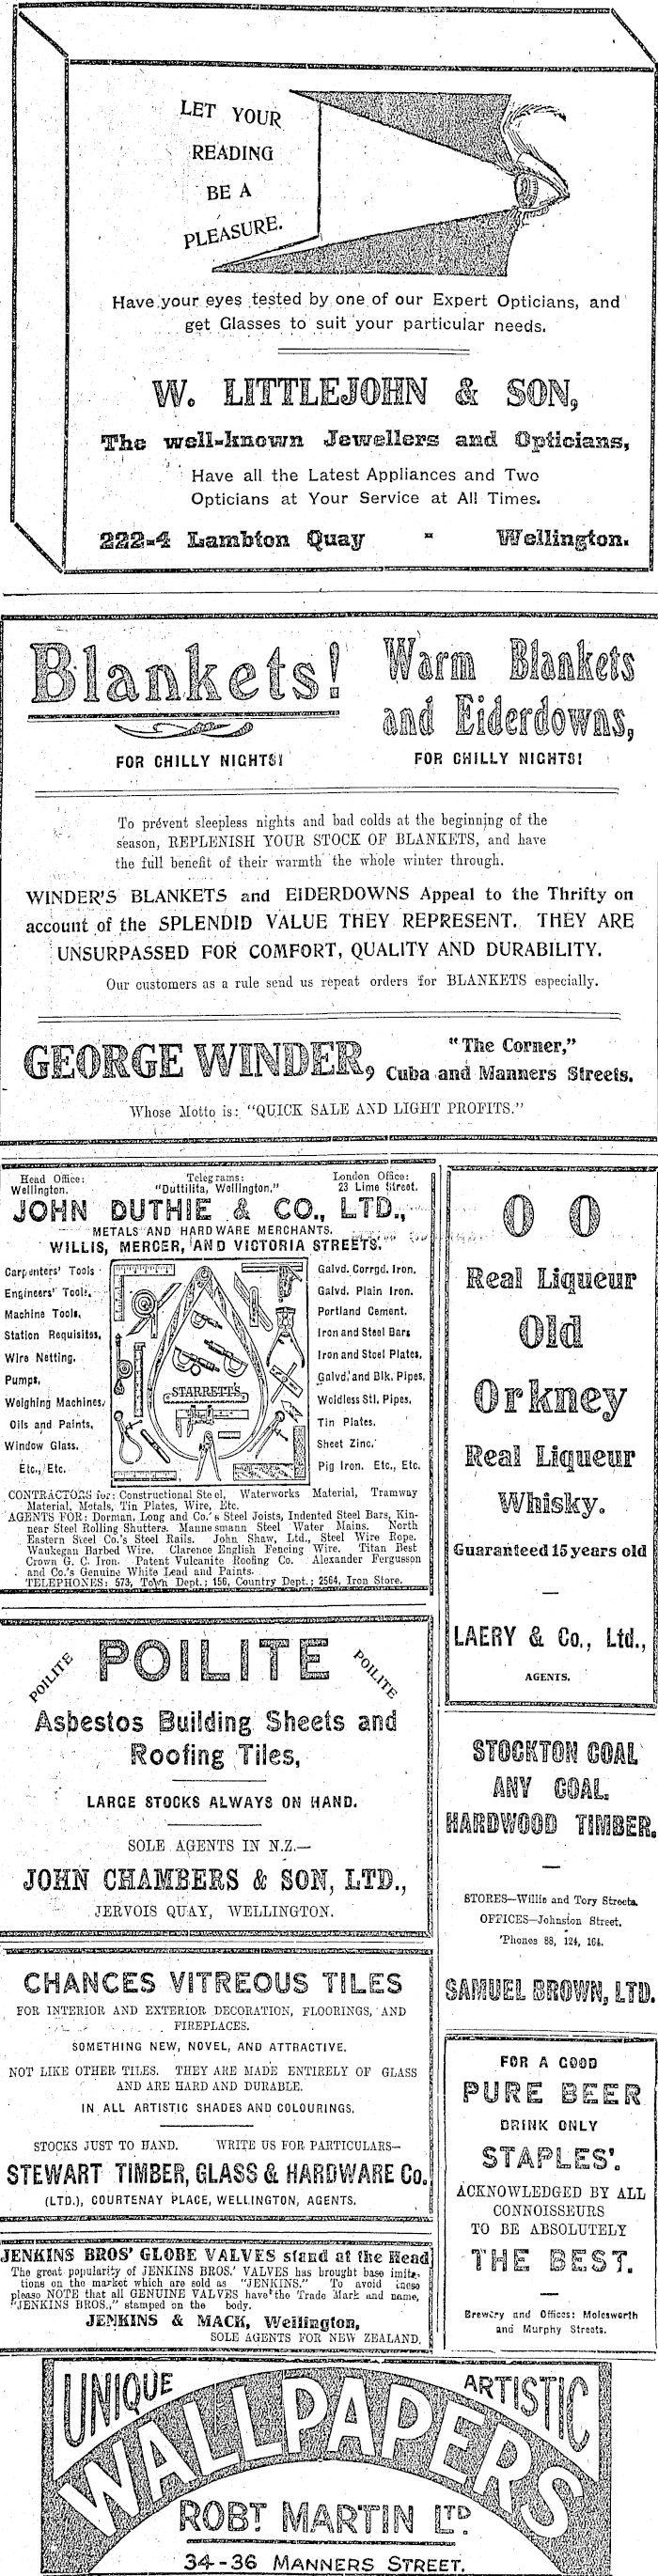 LET YOUR
READING
BE A
PLEASURE.
Have your eyes tested by one of our Expert Opticians, and
get Glasses to suit your particular needs.
W. LITTLEJOHN & SON,
The well-known Jewellers and Opticians,
Have all the Latest Appliances and Two
Opticians at Your Service at All Times.
222-4 Lambton Quay - Wellington.
Blankets!
FOR CHILLY NIGHTS!
Warm Blankets
and Eiderdowns,
FOR CHILLY NIGHTS!
To prevent sleepless nights and bad colds at the beginning of the
season, REPLENISH YOUR STOCK OF BLANKETS, and have
the full benefit of their warmth the whole winter through.
WINDER'S BLANKETS and EIDERDOWNS Appeal to the Thrifty on
account of the SPLENDID VALUE THEY REPRESENT. THEY ARE
UNSURPASSED FOR COMFORT, QUALITY AND DURABILITY.
Our customers as a rule send us repeat orders for BLANKETS especially.
GEORGE WINDER,
"The Corner,"
Cuba and Manners Streets.
Whose Motto is: "QUICK SALE AND LIGHT PROFITS."
Head Office:
Wellington.
Telegrams:
"Duttilita, Wellington."
London Office:
23 Lime Street.
JOHN DUTHIE & CO., LTD.,
METALS AND HARDWARE MERCHANTS.
WILLIS, MERCER, AND VICTORIA STREETS.
Carpenters' Tools
Engineers' Tools,
Machine Tools,
Station Requisites,
Wire Netting.
Pumps,
Weighing Machines,
Oils and Paints,
Window Glass.
Etc., Etc.
STARRETT'S
Galvd. Corrgd. Iron.
Galvd. Plain Iron.
Portland Cement.
Iron and Steel Bars
Iron and Steel Plates,
Galvd. and Blk. Pipes,
Weldless Stl. Pipes,
Tin Plates.
Sheet Zinc.
Pig Iron. Etc., Etc.
CONTRACTORS for: Constructional Steel, Waterworks Material, Tramway
Material, Metals, Tin Plates, Wire, Etc.
AGENTS FOR: Dorman, Long and Co.'s Steel Joists, Indented Steel Bars, Kin-
near Steel Rolling Shutters. Mannesmann Steel Water Mains. North
Eastern Steel Co.'s Steel Rails. John Shaw, Ltd., Steel Wire Rope.
Waukegan Barbed Wire. Clarence English Fencing Wire. Titan Best
Crown G. C. Iron. Patent Vulcanite Roofing Co. Alexander Fergusson
and Co.'s Genuine White Lead and Paints.
TELEPHONES: 573, Town Dept.; 156, Country Dept.; 2564, Iron Store.
O O
Real Liqueur
Old
Orkney
Real Liqueur
Whisky.
Guaranteed 15 years old
LAERY & Co., Ltd.,
AGENTS.
POILITE
POILITE
POILITE
Asbestos Building Sheets and
Roofing Tiles,
LARGE STOCKS ALWAYS ON HAND.
SOLE AGENTS IN N.Z.—
JOHN CHAMBERS & SON, LTD.,
JERVOIS QUAY, WELLINGTON.
STOCKTON COAL
ANY COAL.
HARDWOOD TIMBER.
STORES—Willis and Tory Streets.
OFFICES—Johnston Street.
'Phones 88, 124, 164.
SAMUEL BROWN, LTD.
CHANCES VITREOUS TILES
FOR INTERIOR AND EXTERIOR DECORATION, FLOORINGS, AND
FIREPLACES.
SOMETHING NEW, NOVEL, AND ATTRACTIVE.
NOT LIKE OTHER TILES. THEY ARE MADE ENTIRELY OF GLASS
AND ARE HARD AND DURABLE.
IN ALL ARTISTIC SHADES AND COLOURINGS.
STOCKS JUST TO HAND. WRITE US FOR PARTICULARS—
STEWART TIMBER, GLASS & HARDWARE Co.
(LTD.), COURTENAY PLACE, WELLINGTON, AGENTS.
FOR A GOOD
PURE BEER
DRINK ONLY
STAPLES'.
ACKNOWLEDGED BY ALL
CONNOISSEURS
TO BE ABSOLUTELY
THE BEST.
Brewery and Offices: Molesworth
and Murphy Streets.
JENKINS BROS' GLOBE VALVES stand at the Head
The great popularity of JENKINS BROS.' VALVES has brought base imita-
tions on the market which are sold as "JENKINS." To avoid these
please NOTE that all GENUINE VALVES have the Trade Mark and name,
"JENKINS BROS.," stamped on the body.
JENKINS & MACK, Wellington,
SOLE AGENTS FOR NEW ZEALAND.
UNIQUE
ARTISTIC
WALLPAPERS
ROBT MARTIN LTD.
34-36 MANNERS STREET.